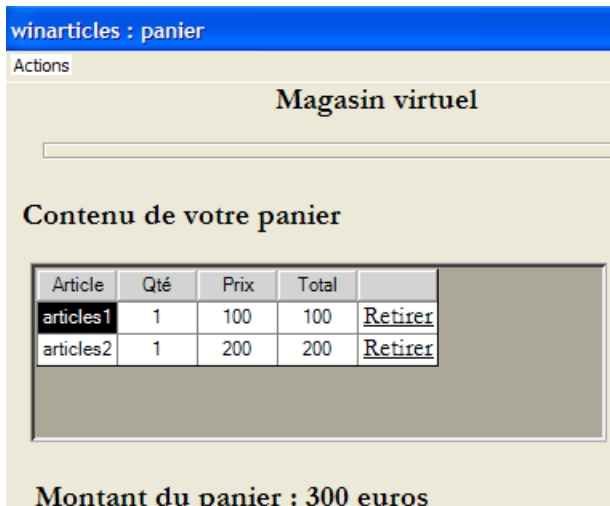 winarticles : panier
Actions
Magasin virtuel
Contenu de votre panier
Article Qté Prix Total
articles1 1 100 100 Retirer
articles2 1 200 200 Retirer
Montant du panier : 300 euros